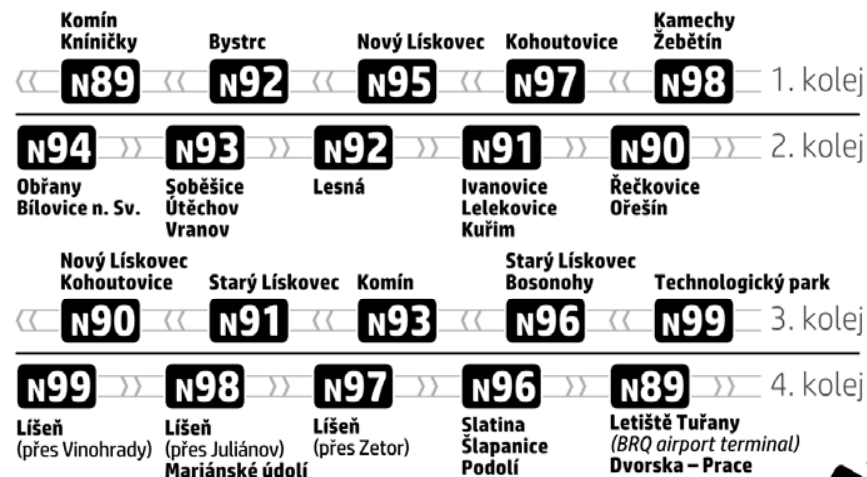 Komín
Kníničky
Bystrc
Nový Lískovec
Kohoutovice
Kamechy
Žebětín
N89 N92 N95 N97 N98 1. kolej
N94 N93 N92 N91 N90 2. kolej
Obřany
Bílovice n. Sv.
Soběšice
Útěchov
Vranov
Lesná
Ivanovice
Lelekovice
Kuřim
Řečkovice
Ořešín
Nový Lískovec
Kohoutovice
Starý Lískovec
Komín
Starý Lískovec
Bosonohy
Technologický park
N90 N91 N93 N96 N99 3. kolej
N99 N98 N97 N96 N89 4. kolej
Líšeň
(přes Vinohrady)
Líšeň
(přes Juliánov)
Mariánské údolí
Líšeň
(přes Zetor)
Slatina
Šlapanice
Podolí
Letiště Tuřany
(BRQ airport terminal)
Dvorska – Prace